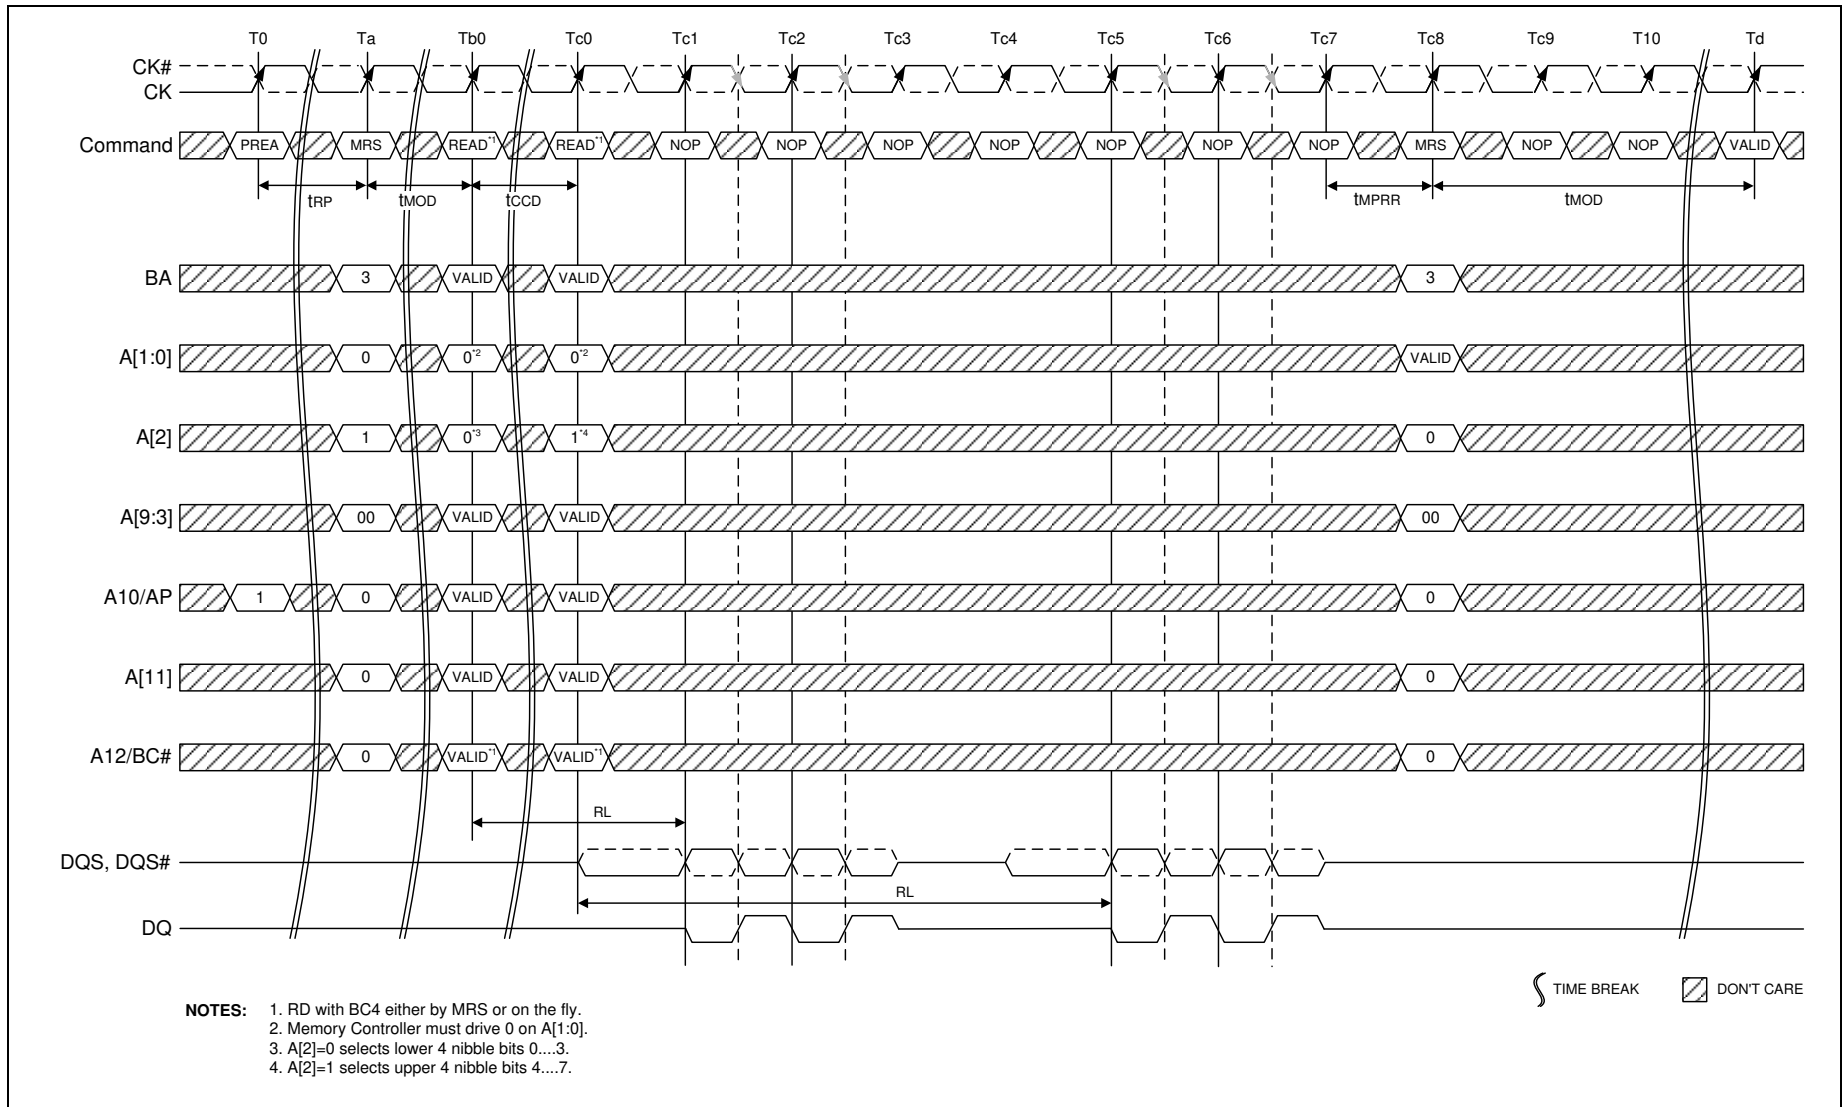 T0 Ta Tb0 Tc0 Tc1 Tc2 Tc3 Tc4 Tc5 Tc6 Tc7 Tc8 Tc9 T10 Td
CK#
CK
Command PREA MRS READ*1 READ*1 NOP NOP NOP NOP NOP NOP NOP MRS NOP NOP VALID
tRP tMOD tCCD tMPRR tMOD
BA 3 VALID VALID 3
A[1:0] 0 0*2 0*2 VALID
A[2] 1 0*3 1*4 0
A[9:3] 00 VALID VALID 00
A10/AP 1 0 VALID VALID 0
A[11] 0 VALID VALID 0
A12/BC# 0 VALID*1 VALID*1 0
RL
DQS, DQS#
RL
DQ
TIME BREAK DON'T CARE
NOTES: 1. RD with BC4 either by MRS or on the fly.
2. Memory Controller must drive 0 on A[1:0].
3. A[2]=0 selects lower 4 nibble bits 0....3.
4. A[2]=1 selects upper 4 nibble bits 4....7.